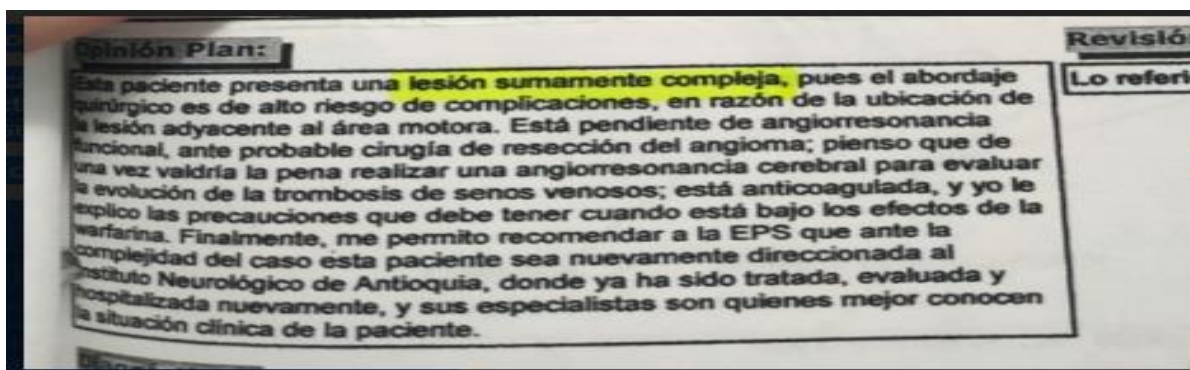 Opinión Plan:
Esta paciente presenta una lesión sumamente compleja, pues el abordaje
quirúrgico es de alto riesgo de complicaciones, en razón de la ubicación de
la lesión adyacente al área motora. Está pendiente de angiorresonancia
funcional, ante probable cirugía de resección del angioma; pienso que de
una vez valdría la pena realizar una angiorresonancia cerebral para evaluar
la evolución de la trombosis de senos venosos; está anticoagulada, y yo le
explico las precauciones que debe tener cuando está bajo los efectos de la
warfarina. Finalmente, me permito recomendar a la EPS que ante la
complejidad del caso esta paciente sea nuevamente direccionada al
Instituto Neurológico de Antioquia, donde ya ha sido tratada, evaluada y
hospitalizada nuevamente, y sus especialistas son quienes mejor conocen
la situación clínica de la paciente.
Revisió
Lo referi